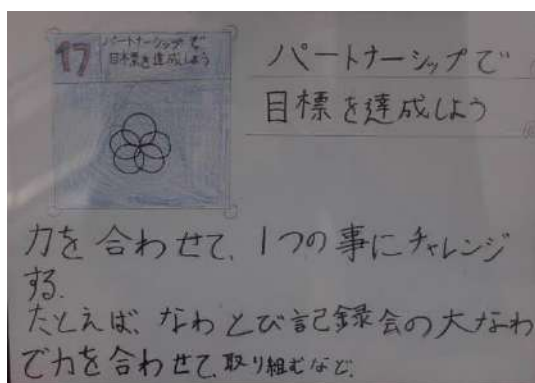 17
パートナーシップで
目標を達成しよう
パートナーシップで
目標を達成しよう
力を合わせて、1つの事にチャレンジ
する。
たとえば、なわとび記録会の大なわ
で力を合わせて、取り組むなど。